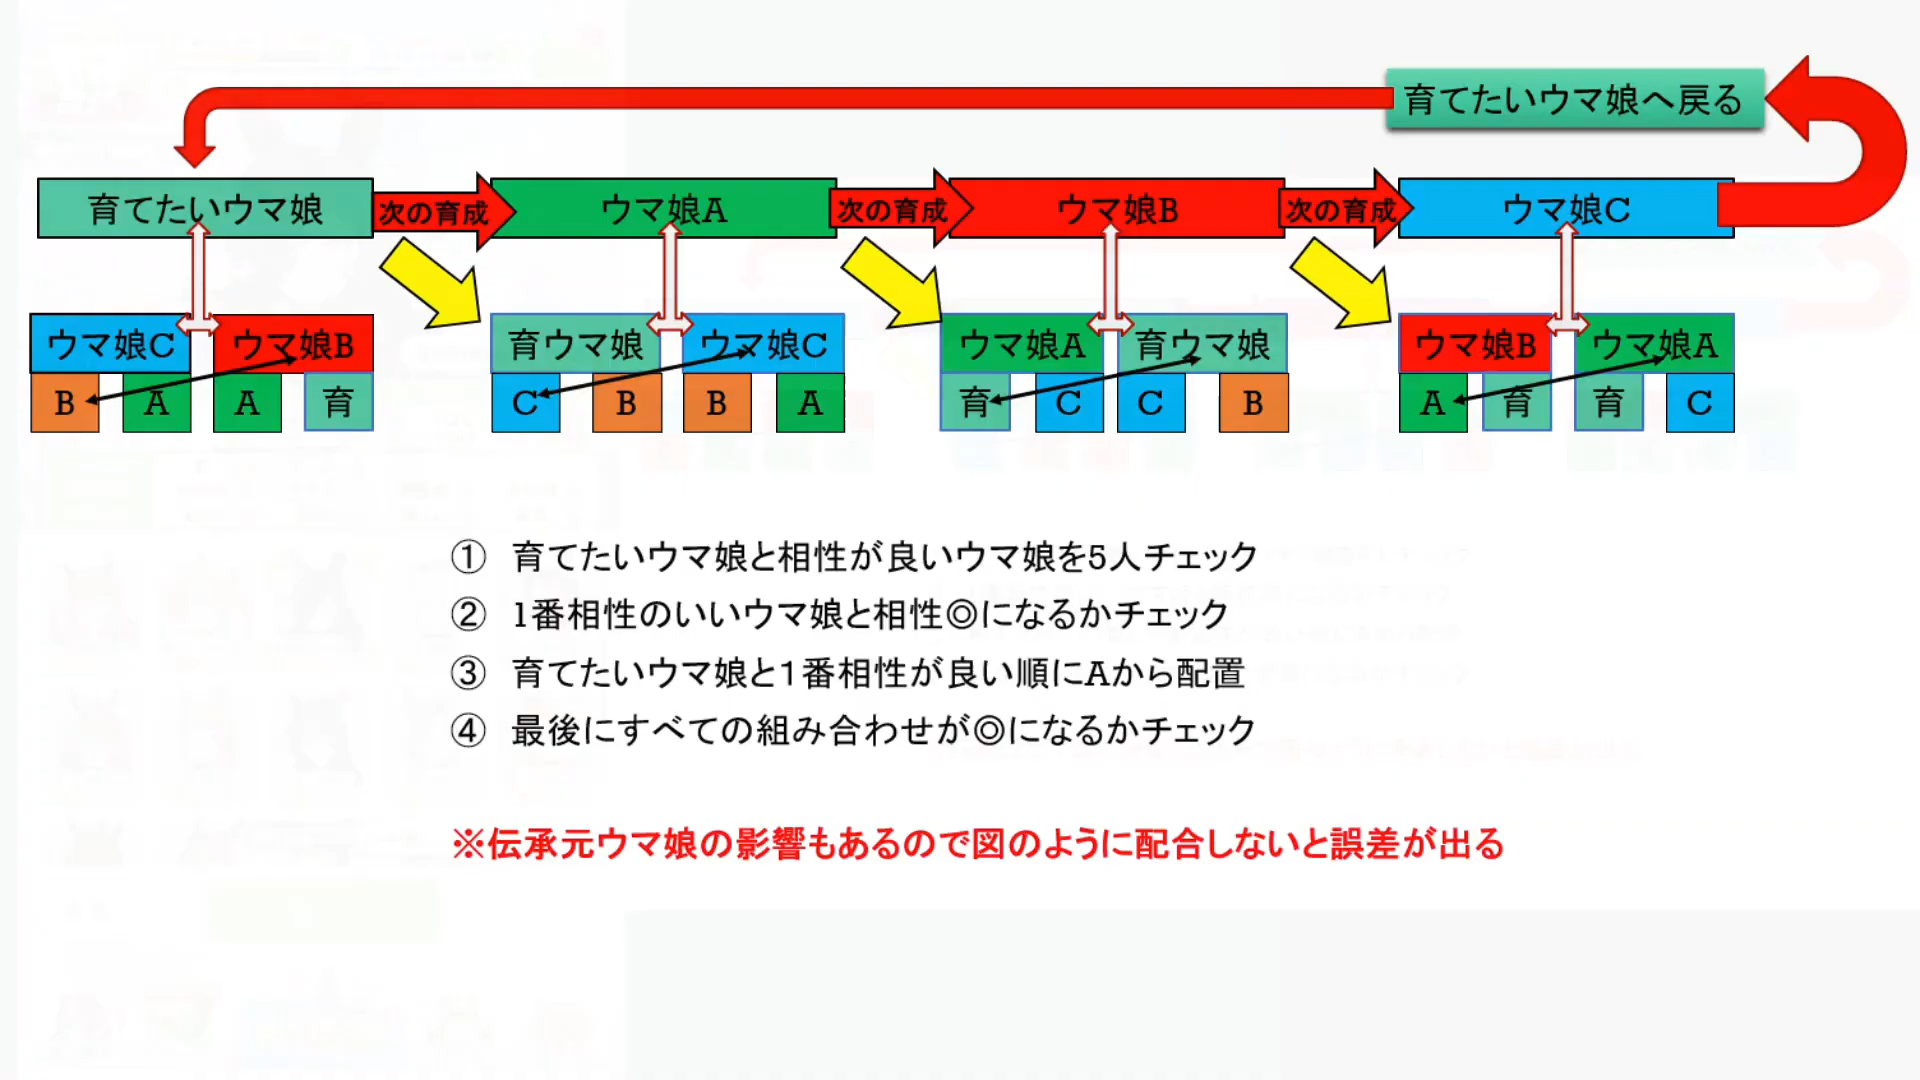 育てたいウマ娘へ戻る
育てたいウマ娘 次の育成 ウマ娘A 次の育成 ウマ娘B 次の育成 ウマ娘C
ウマ娘C ウマ娘B 育ウマ娘 ウマ娘C ウマ娘A 育ウマ娘 ウマ娘B ウマ娘A
B A A 育 C B B A 育 C C B A 育 育 C
① 育てたいウマ娘と相性が良いウマ娘を5人チェック
② 1番相性のいいウマ娘と相性◎になるかチェック
③ 育てたいウマ娘と1番相性が良い順にAから配置
④ 最後にすべての組み合わせが◎になるかチェック
※伝承元ウマ娘の影響もあるので図のように配合しないと誤差が出る